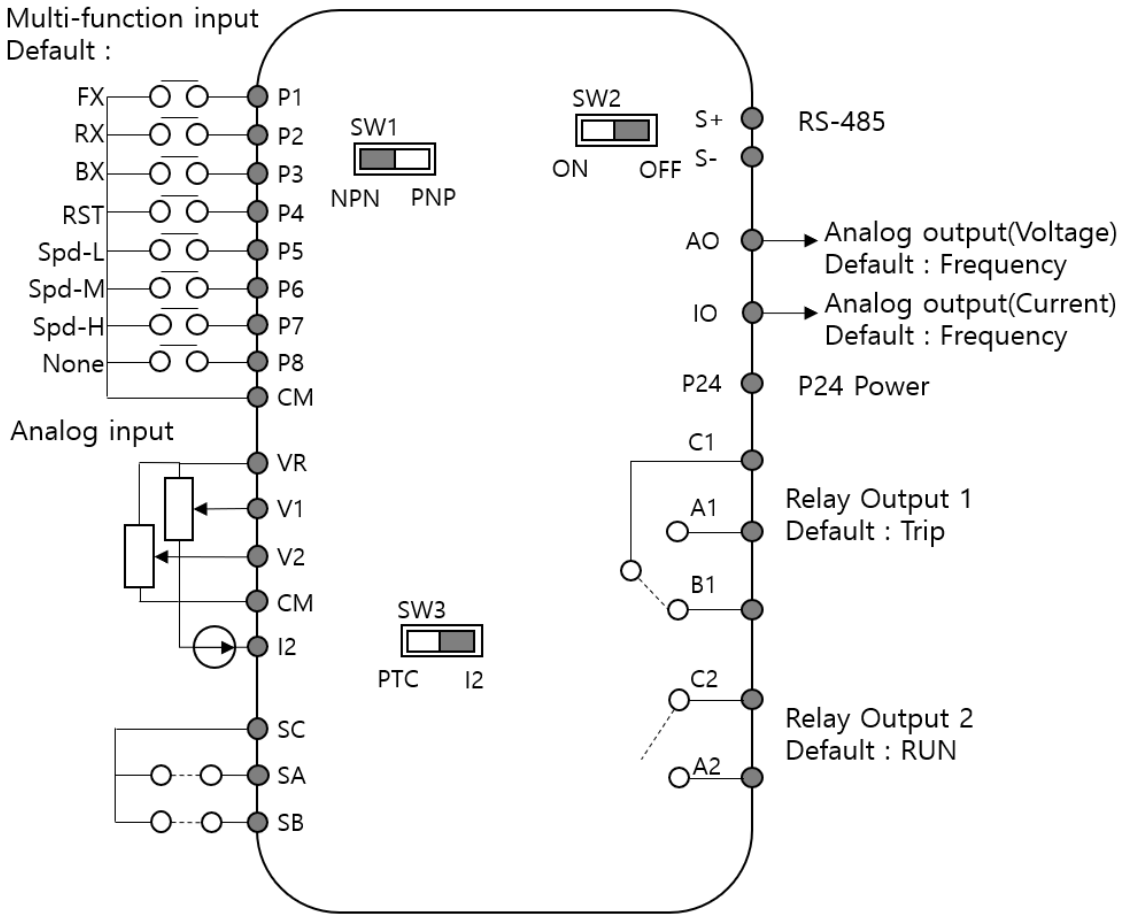 Multi-function input
Default :
FX
P1
RX
P2
BX
P3
RST
P4
Spd-L
P5
Spd-M
P6
Spd-H
P7
None
P8
CM
Analog input
VR
V1
V2
CM
I2
SC
SA
SB
SW1
NPN PNP
SW2
ON OFF
SW3
PTC I2
S+
RS-485
S-
AO
Analog output(Voltage)
Default : Frequency
IO
Analog output(Current)
Default : Frequency
P24
P24 Power
C1
A1
B1
Relay Output 1
Default : Trip
C2
A2
Relay Output 2
Default : RUN